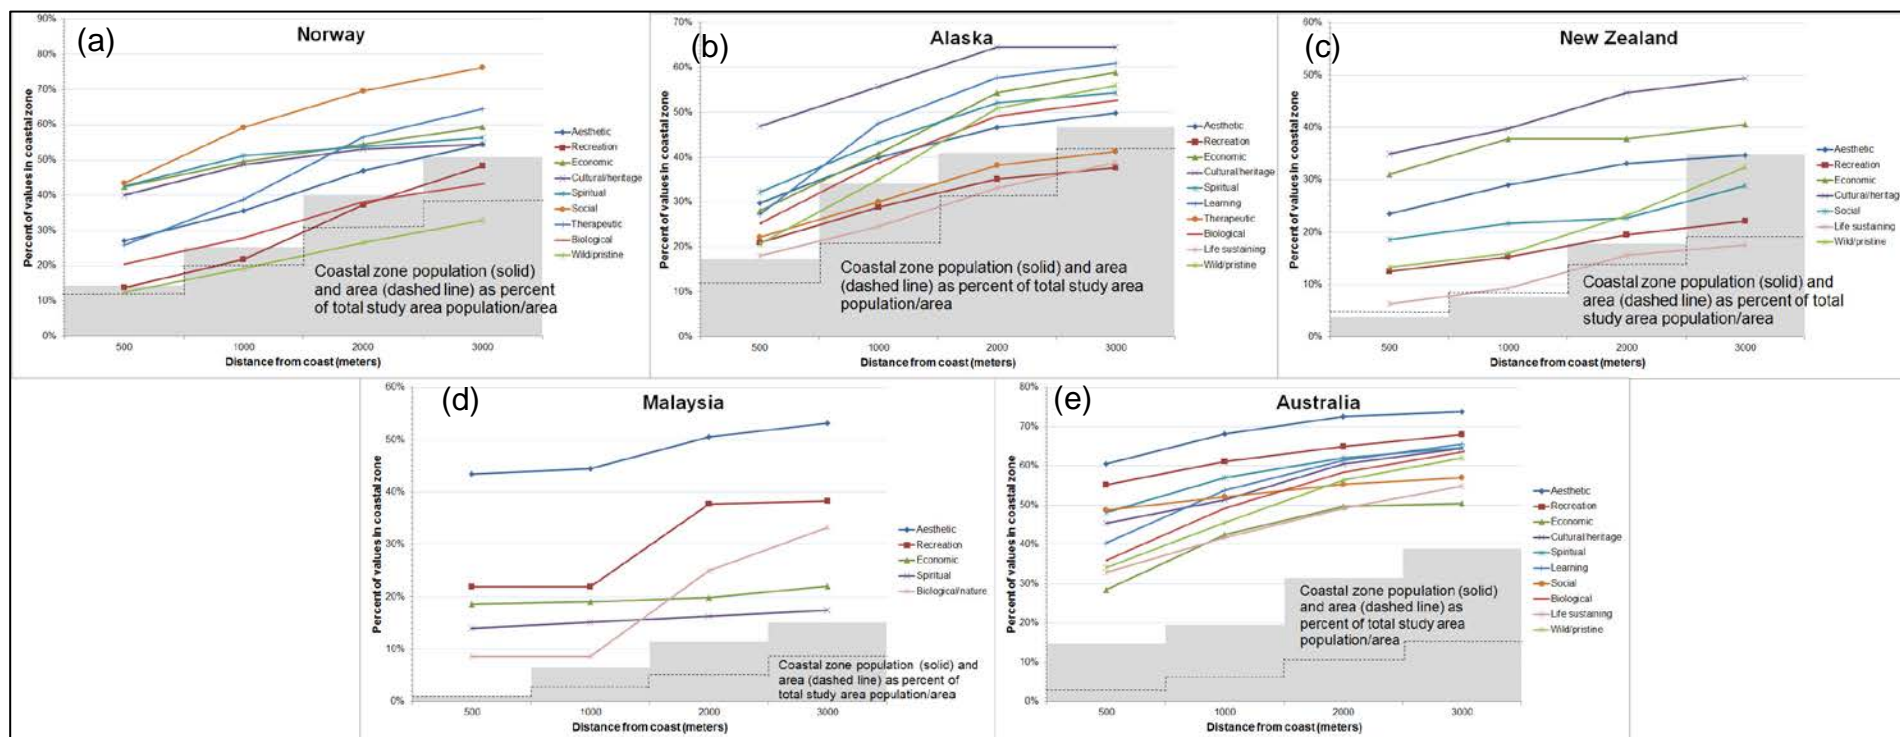 (a)
Norway
Percent of values in coastal zone
90%
80%
70%
60%
50%
40%
30%
20%
10%
0%
Aesthetic
Recreation
Economic
Cultural/heritage
Spiritual
Social
Therapeutic
Biological
Wild/pristine
Coastal zone population (solid)
and area (dashed line) as percent
of total study area population/area
500 1000 2000 3000
Distance from coast (meters)
(b)
Alaska
Percent of values in coastal zone
70%
60%
50%
40%
30%
20%
10%
0%
Aesthetic
Recreation
Economic
Cultural/heritage
Spiritual
Learning
Therapeutic
Biological
Life sustaining
Wild/pristine
Coastal zone population (solid) and area
(dashed line) as percent of total study area
population/area
500 1000 2000 3000
Distance from coast (meters)
(c)
New Zealand
Percent of values in coastal zone
60%
50%
40%
30%
20%
10%
0%
Aesthetic
Recreation
Economic
Cultural/heritage
Social
Life sustaining
Wild/pristine
Coastal zone population (solid) and
area (dashed line) as percent of total
study area population/area
500 1000 2000 3000
Distance from coast (meters)
(d)
Malaysia
Percent of values in coastal zone
60%
50%
40%
30%
20%
10%
0%
Aesthetic
Recreation
Economic
Spiritual
Biological/nature
Coastal zone population (solid) and
area (dashed line) as percent of
total study area population/area
500 1000 2000 3000
Distance from coast (meters)
(e)
Australia
Percent of values in coastal zone
80%
70%
60%
50%
40%
30%
20%
10%
0%
Aesthetic
Recreation
Economic
Cultural/heritage
Spiritual
Learning
Social
Biological
Life sustaining
Wild/pristine
Coastal zone population (solid)
and area (dashed line) as
percent of total study area
population/area
500 1000 2000 3000
Distance from coast (meters)